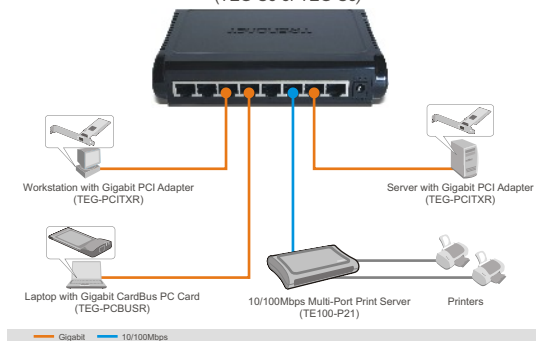 TRENDNET
Workstation with Gigabit PCI Adapter
(TEG-PCITXR)
Server with Gigabit PCI Adapter
(TEG-PCITXR)
Laptop with Gigabit CardBus PC Card
(TEG-PCBUSR)
10/100Mbps Multi-Port Print Server
(TE100-P21)
Printers
Gigabit
10/100Mbps